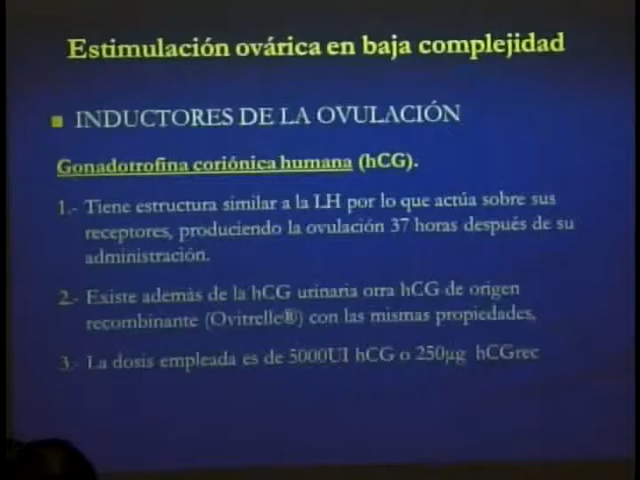 Estimulación ovárica en baja complejidad
INDUCTORES DE LA OVULACIÓN
Gonadotrofina coriónica humana (hCG).
1.- Tiene estructura similar a la LH por lo que actúa sobre sus
receptores, produciendo la ovulación 37 horas después de su
administración.
2.- Existe además de la hCG urinaria otra hCG de origen
recombinante (Ovitrelle®) con las mismas propiedades,
3.- La dosis empleada es de 5000UI hCG o 250µg hCGrec